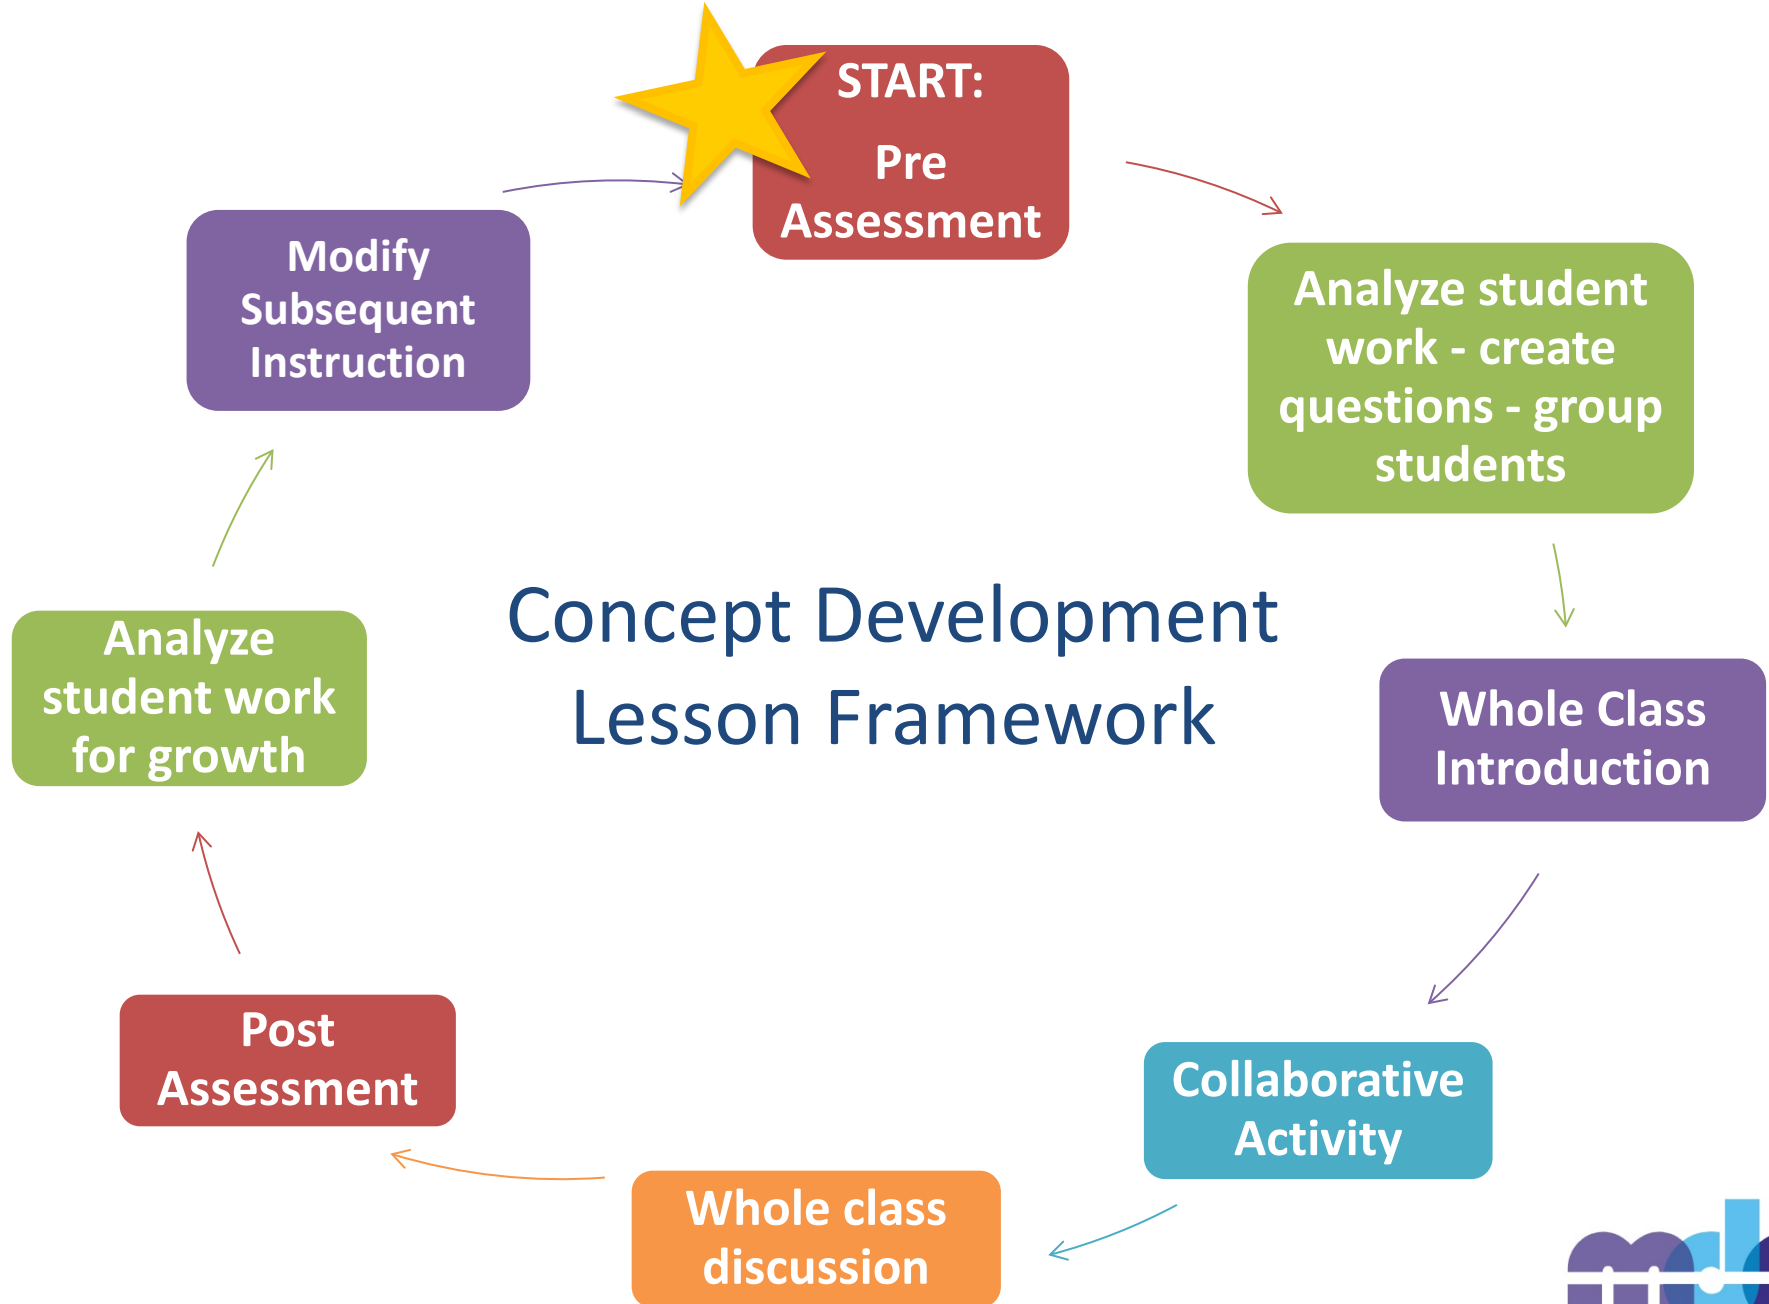 START:
Pre
Assessment
Analyze student
work - create
questions - group
students
Whole Class
Introduction
Collaborative
Activity
Whole class
discussion
Post
Assessment
Analyze
student work
for growth
Modify
Subsequent
Instruction
Concept Development
Lesson Framework